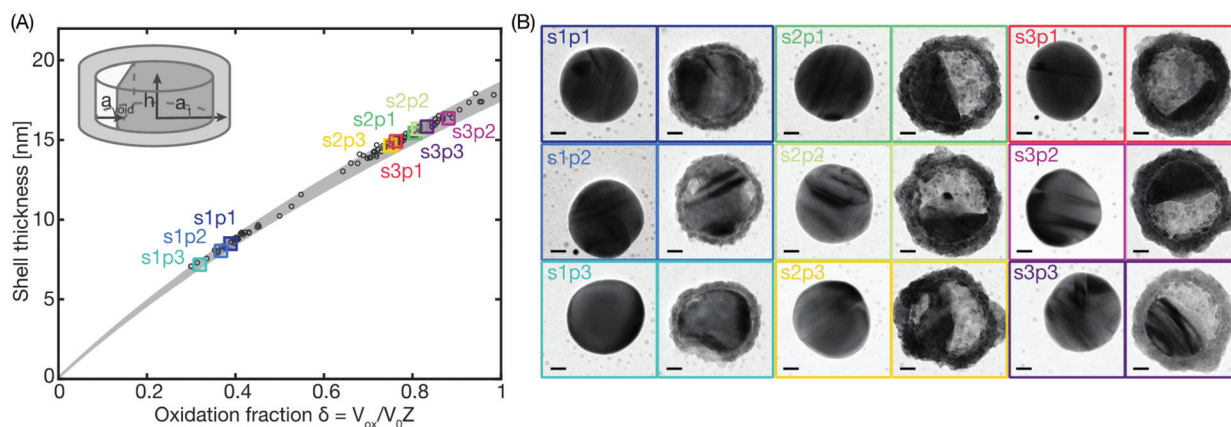 (A)
20
15
10
5
0
Shell thickness [nm]
a_void
h
a_i
s2p2
s2p1
s2p3
s3p2
s3p3
s3p1
s1p1
s1p2
s1p3
0
0.2
0.4
0.6
0.8
1
Oxidation fraction δ = V_ox/V_0Z
(B)
s1p1
s2p1
s3p1
s1p2
s2p2
s3p2
s1p3
s2p3
s3p3